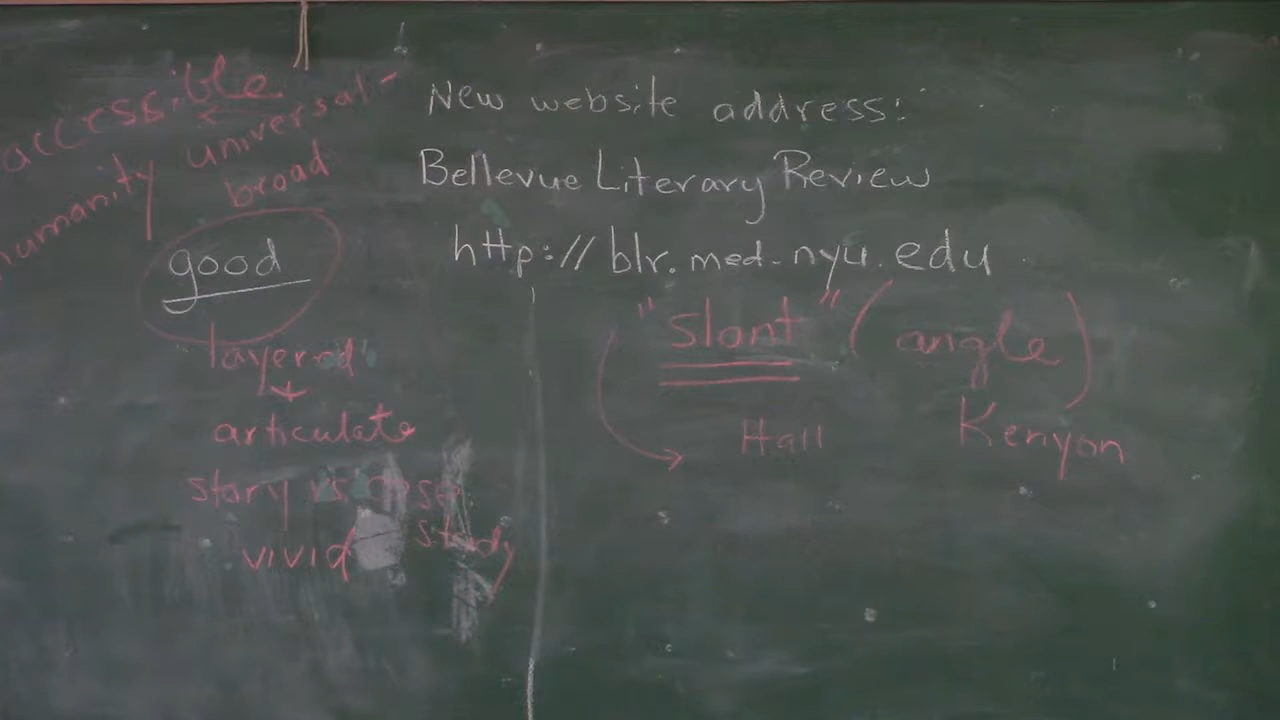 accessible
humanity universal
broad
good
layered
articulate
story vs case
study
vivid
New website address:
Bellevue Literary Review
http://blr.med.nyu.edu
"Slant" (angle)
Hall Kenyon